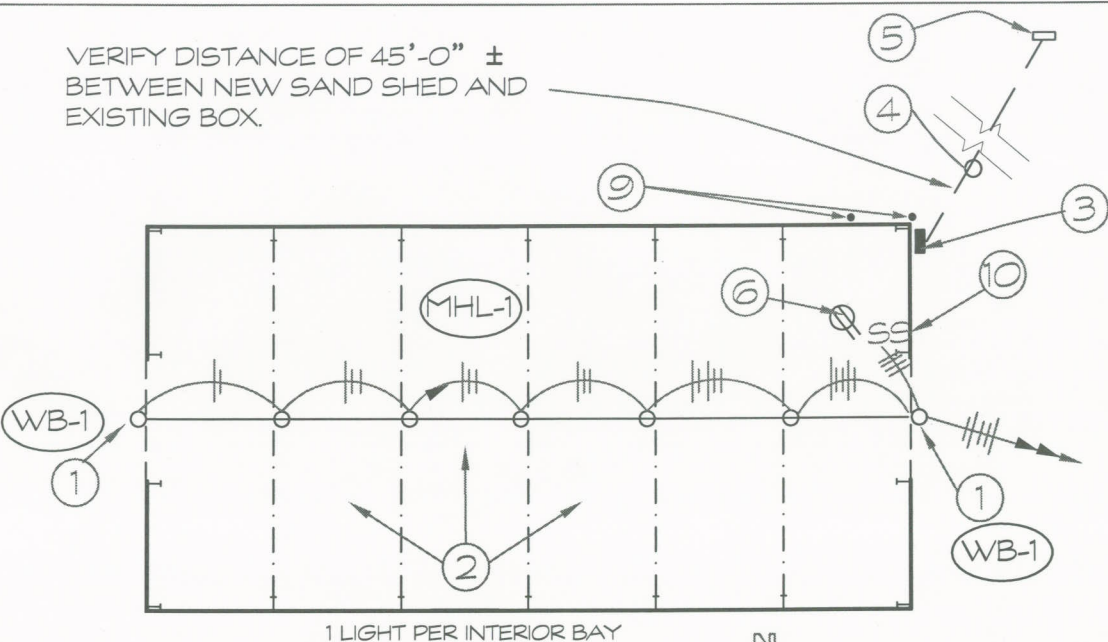 VERIFY DISTANCE OF 45'-0" ±
BETWEEN NEW SAND SHED AND
EXISTING BOX.
5
4
9
3
6
10
MHL-1
SS
WB-1
1
1
WB-1
2
1 LIGHT PER INTERIOR BAY
N